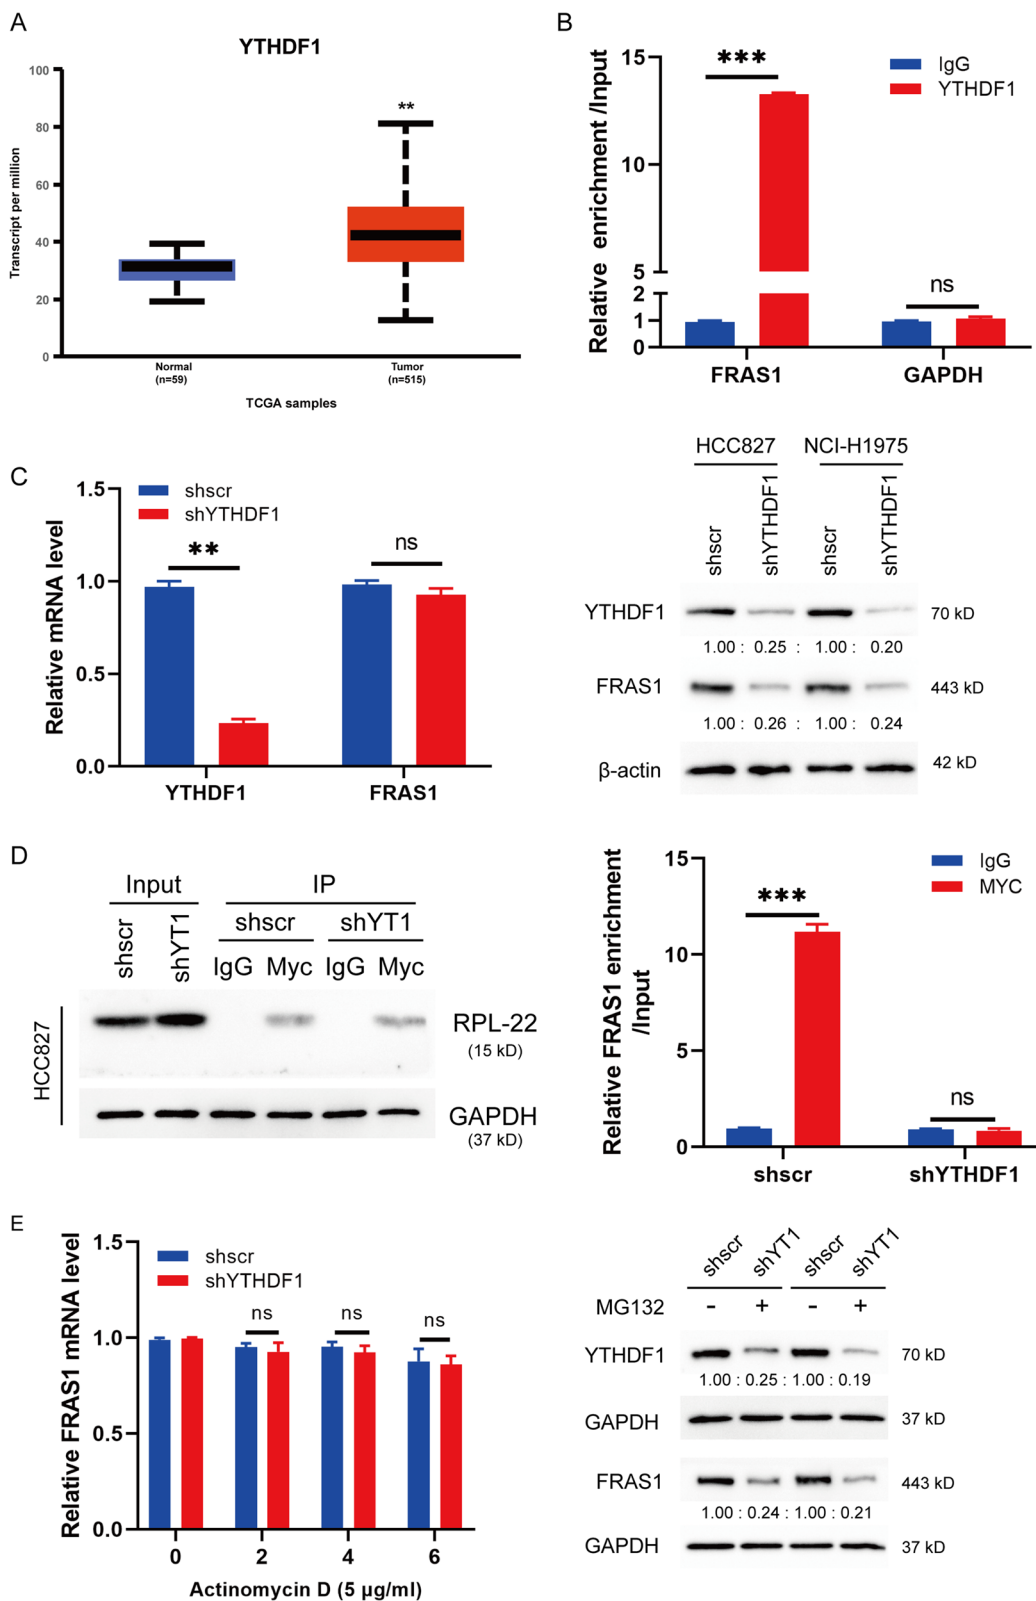 A
YTHDF1
Transcript per million
100
80
60
40
20
0
**
Normal
(n=59)
Tumor
(n=515)
TCGA samples
B
Relative enrichment /Input
15
10
5
2
1
0
***
ns
IgG
YTHDF1
FRAS1
GAPDH
C
Relative mRNA level
1.5
1.0
0.5
0.0
shscr
shYTHDF1
**
ns
YTHDF1
FRAS1
HCC827 NCI-H1975
shscr shYTHDF1 shscr shYTHDF1
YTHDF1 70 kD
1.00 : 0.25 : 1.00 : 0.20
FRAS1 443 kD
1.00 : 0.26 : 1.00 : 0.24
β-actin 42 kD
D
Input IP
shscr shYT1 shscr shYT1
IgG Myc IgG Myc
HCC827
RPL-22
(15 kD)
GAPDH
(37 kD)
Relative FRAS1 enrichment
/Input
15
10
5
0
***
ns
IgG
MYC
shscr
shYTHDF1
E
Relative FRAS1 mRNA level
1.5
1.0
0.5
0.0
shscr
shYTHDF1
ns ns ns
0 2 4 6
Actinomycin D (5 μg/ml)
shscr shYT1 shscr shYT1
MG132 - + - +
YTHDF1 70 kD
1.00 : 0.25 : 1.00 : 0.19
GAPDH 37 kD
FRAS1 443 kD
1.00 : 0.24 : 1.00 : 0.21
GAPDH 37 kD